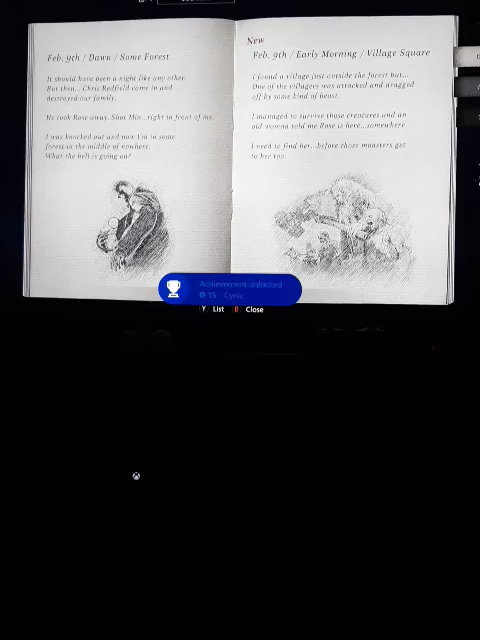 Feb. 9th / Dawn / Some Forest
It should have been a night like any other.
But then... Chris Redfield came in and
destroyed our family.
He took Rose away. Shot Mia...right in front of me.
I was knocked out and now I'm in some
forest in the middle of nowhere.
What the hell is going on?
New
Feb. 9th / Early Morning / Village Square
I found a village just outside the forest but...
One of the villagers was attacked and dragged
off by some kind of beast.
I managed to survive those creatures and an
old woman told me Rose is here...somewhere.
I need to find her...before those monsters get
to her too.
Achievement unlocked
15 - Cynic
Y List B Close